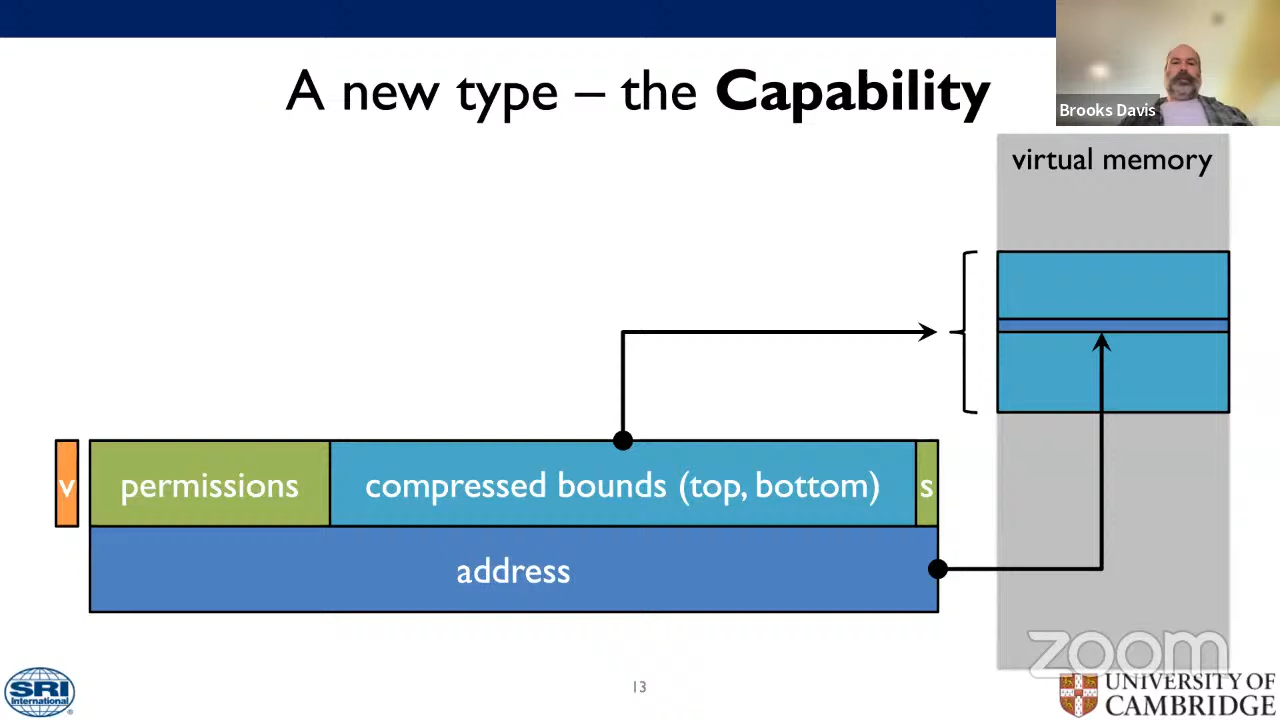 A new type – the Capability
Brooks Davis
virtual memory
v
permissions
compressed bounds (top, bottom)
s
address
zoom
SRI
International
®
13
UNIVERSITY OF
CAMBRIDGE